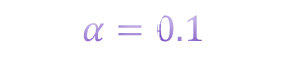 α = 0.1